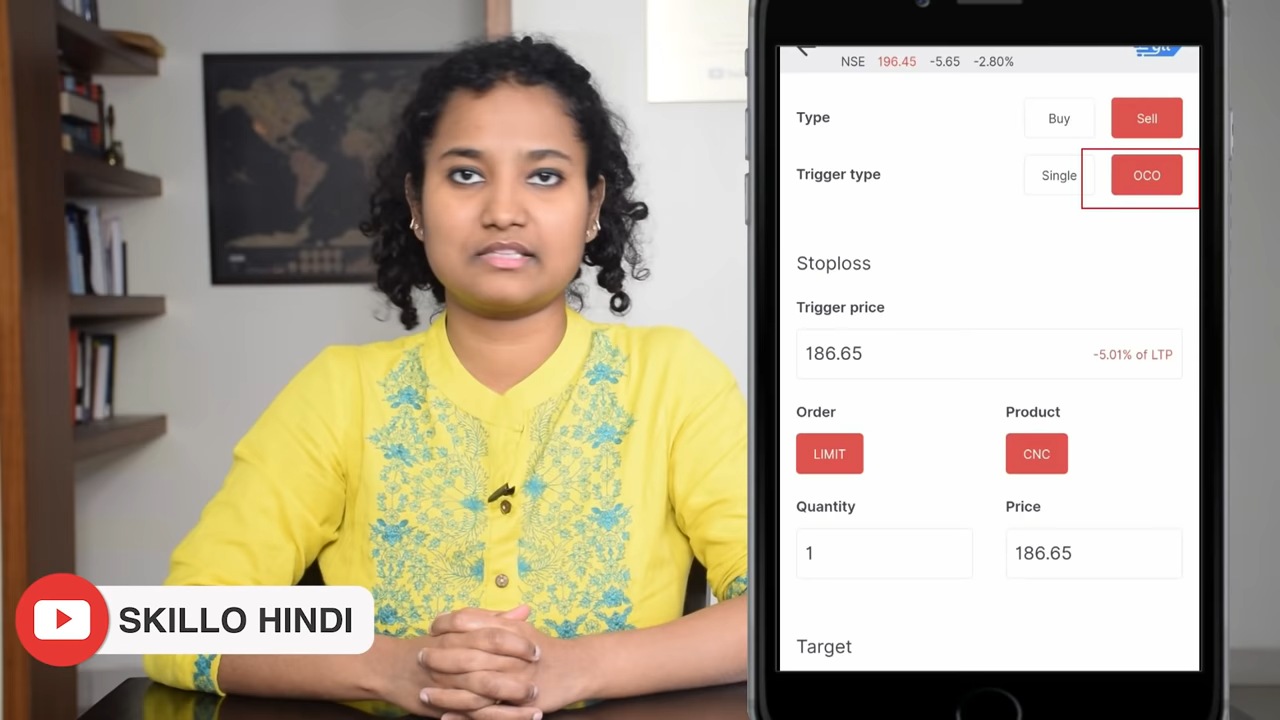 NSE 196.45 -5.65 -2.80%
Type Buy Sell
Trigger type Single OCO
Stoploss
Trigger price
186.65 -5.01% of LTP
Order Product
LIMIT CNC
Quantity Price
1 186.65
Target
SKILLO HINDI